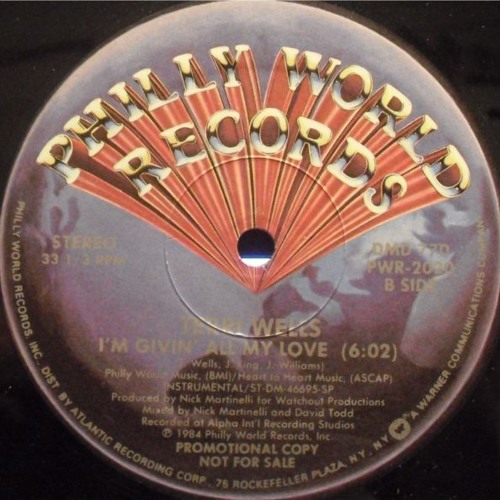 PHILLY WORLD
RECORDS
STEREO
33 1/3 RPM
B SIDE
TERRI WELLS
I'M GIVIN' ALL MY LOVE (6:02)
Wells, J. King, J. Williams)
Philly World Music, (BMI)/Heart to Heart Music, (ASCAP)
INSTRUMENTAL/ST-DM-46695-SP
Produced by Nick Martinelli for Watchout Productions
Mixed by Nick Martinelli and David Todd
Recorded at Alpha Int'l Recording Studios
℗ 1984 Philly World Records, Inc.
PROMOTIONAL COPY
NOT FOR SALE
PHILLY WORLD RECORDS INC. DIST. BY ATLANTIC RECORDING CORP. 75 ROCKEFELLER PLAZA, N.Y., N.Y. A WARNER COMMUNICATIONS COMPANY